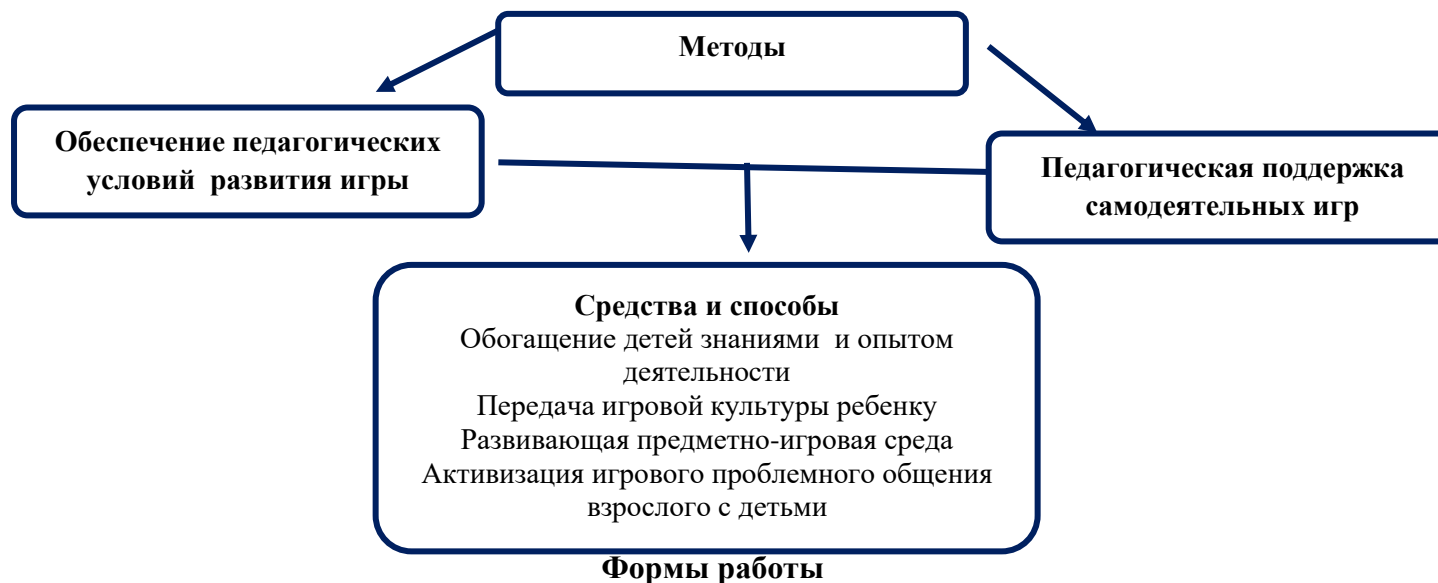 Методы
Обеспечение педагогических
условий развития игры
Педагогическая поддержка
самодеятельных игр
Средства и способы
Обогащение детей знаниями и опытом
деятельности
Передача игровой культуры ребенку
Развивающая предметно-игровая среда
Активизация игрового проблемного общения
взрослого с детьми
Формы работы